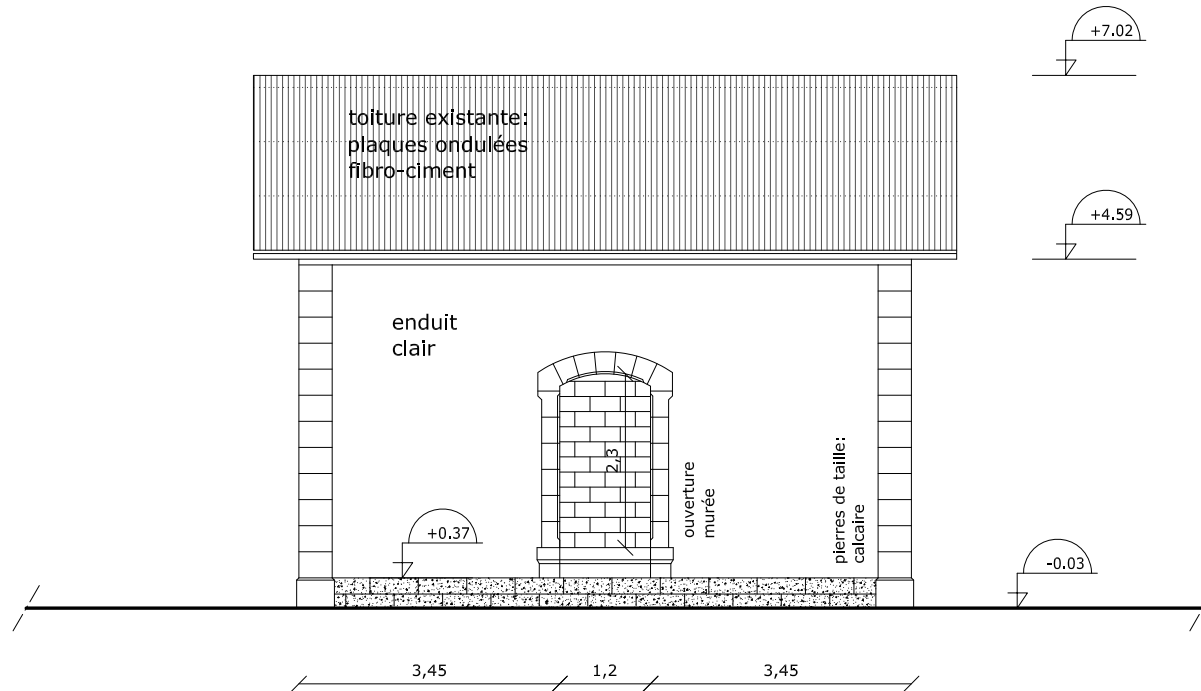 +7.02
toiture existante:
plaques ondulées
fibro-ciment
+4.59
enduit
clair
2,3
ouverture
murée
pierres de taille:
calcaire
+0.37
-0.03
3,45
1,2
3,45